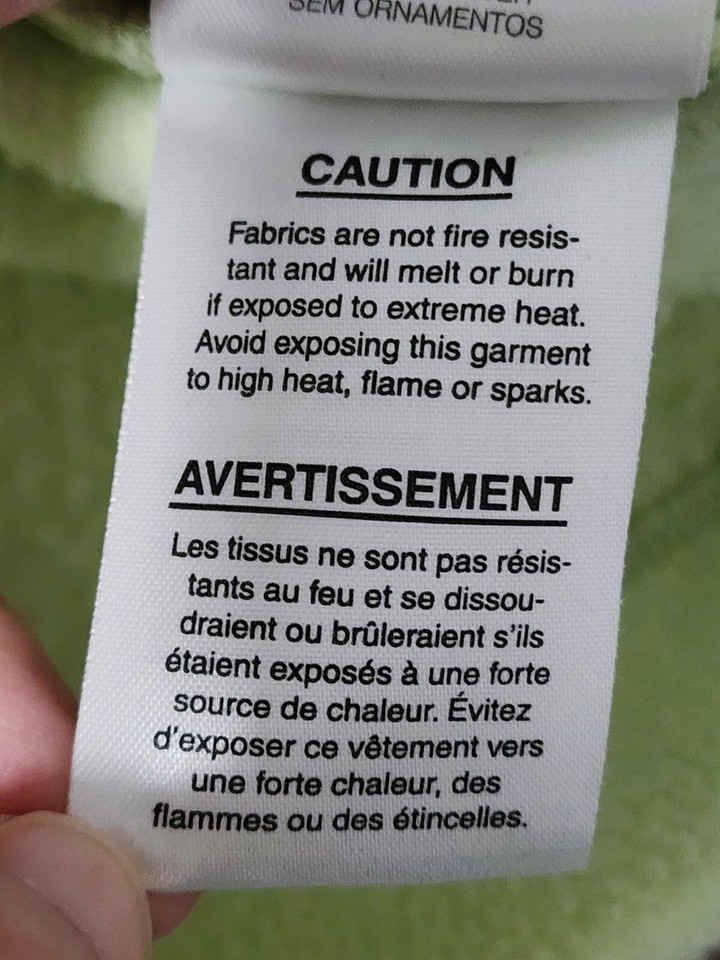 SEM ORNAMENTOS
CAUTION
Fabrics are not fire resis-
tant and will melt or burn
if exposed to extreme heat.
Avoid exposing this garment
to high heat, flame or sparks.
AVERTISSEMENT
Les tissus ne sont pas résis-
tants au feu et se dissou-
draient ou brûleraient s'ils
étaient exposés à une forte
source de chaleur. Évitez
d'exposer ce vêtement vers
une forte chaleur, des
flammes ou des étincelles.